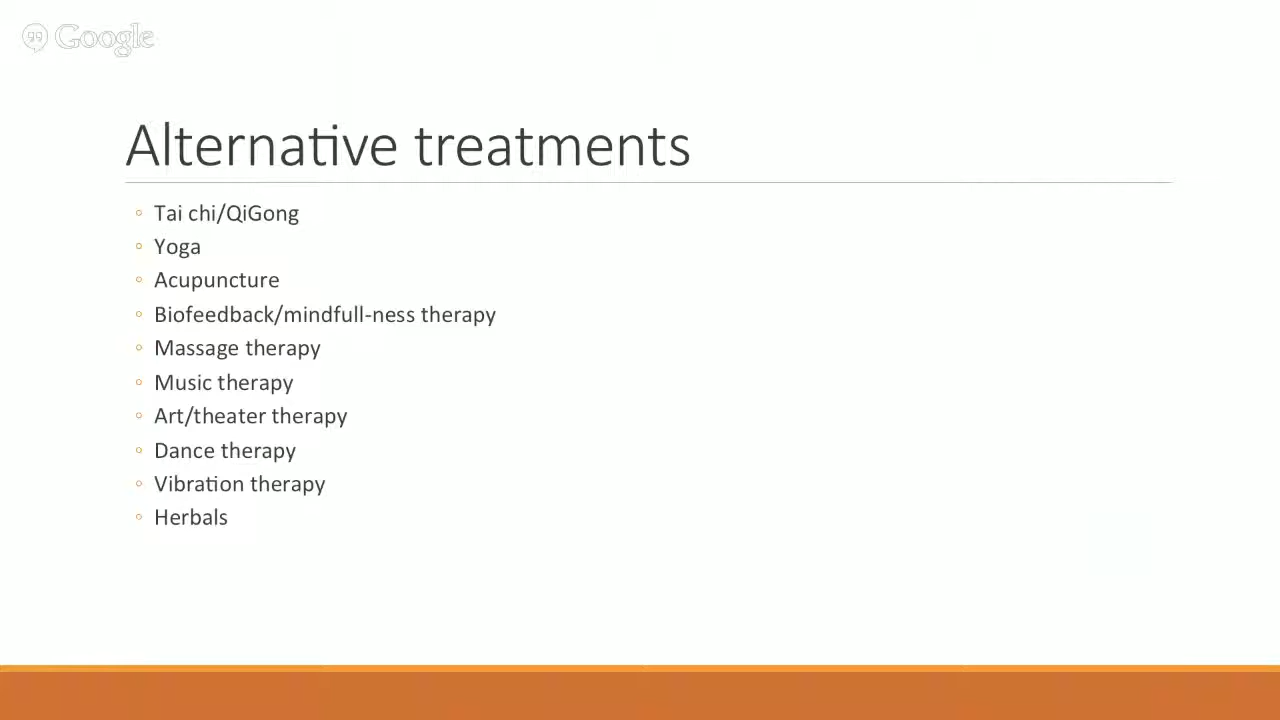 Google
Alternative treatments
◦ Tai chi/QiGong
◦ Yoga
◦ Acupuncture
◦ Biofeedback/mindfull-ness therapy
◦ Massage therapy
◦ Music therapy
◦ Art/theater therapy
◦ Dance therapy
◦ Vibration therapy
◦ Herbals